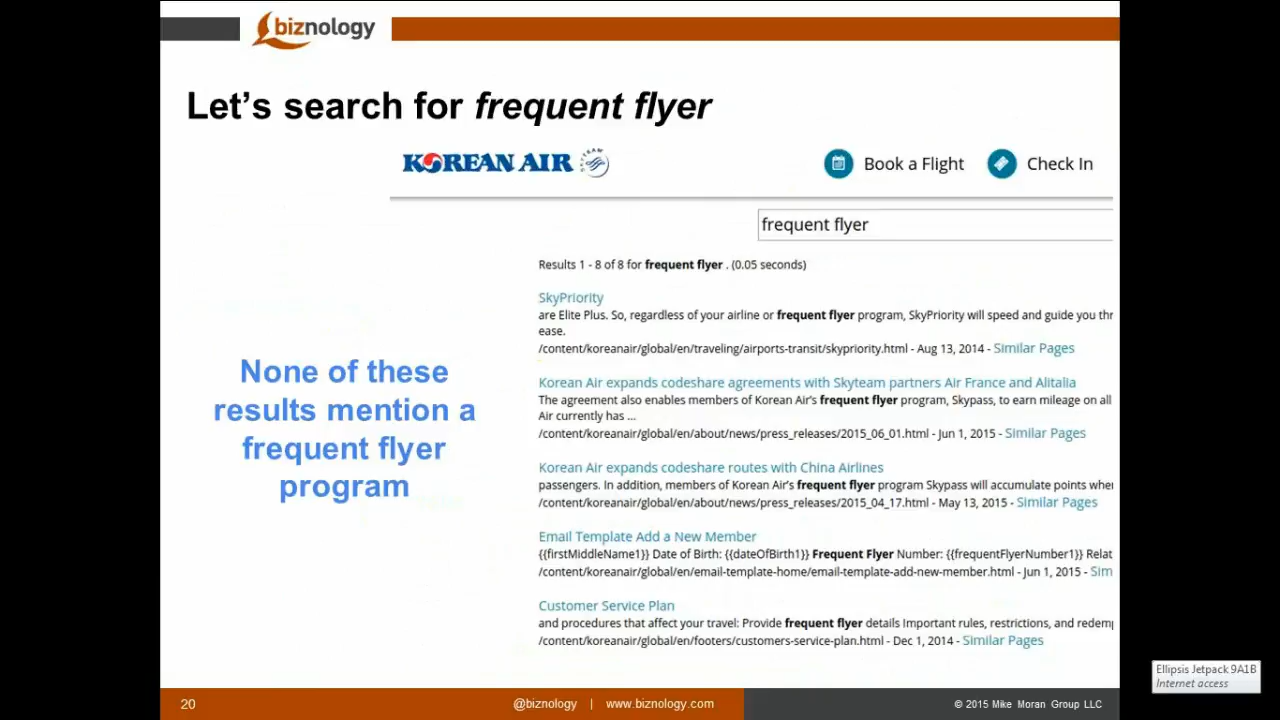 biznology
Let's search for frequent flyer
KOREAN AIR
Book a Flight
Check In
frequent flyer
Results 1 - 8 of 8 for frequent flyer . (0.05 seconds)
SkyPriority
are Elite Plus. So, regardless of your airline or frequent flyer program, SkyPriority will speed and guide you thr
ease.
/content/koreanair/global/en/traveling/airports-transit/skypriority.html - Aug 13, 2014 - Similar Pages
Korean Air expands codeshare agreements with Skyteam partners Air France and Alitalia
The agreement also enables members of Korean Air's frequent flyer program, Skypass, to earn mileage on all
Air currently has ...
/content/koreanair/global/en/about/news/press_releases/2015_06_01.html - Jun 1, 2015 - Similar Pages
Korean Air expands codeshare routes with China Airlines
passengers. In addition, members of Korean Air's frequent flyer program Skypass will accumulate points wher
/content/koreanair/global/en/about/news/press_releases/2015_04_17.html - May 13, 2015 - Similar Pages
Email Template Add a New Member
{{firstMiddleName1}} Date of Birth: {{dateOfBirth1}} Frequent Flyer Number: {{frequentFlyerNumber1}} Relat
/content/koreanair/global/en/email-template-home/email-template-add-new-member.html - Jun 1, 2015 - Sim
Customer Service Plan
and procedures that affect your travel: Provide frequent flyer details Important rules, restrictions, and redemp
/content/koreanair/global/en/footers/customers-service-plan.html - Dec 1, 2014 - Similar Pages
None of these
results mention a
frequent flyer
program
Ellipsis Jetpack 9A1B
Internet access
20
@biznology | www.biznology.com
© 2015 Mike Moran Group LLC